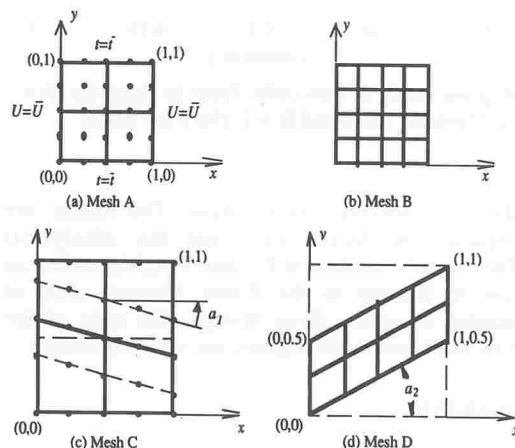 y
y
(0,1)
t=t̄
(1,1)
U=Ū
U=Ū
(0,0)
t=t̄
(1,0)
x
x
(a) Mesh A
(b) Mesh B
y
y
(1,1)
(1,1)
a₁
(0,0.5)
(1,0.5)
a₂
(0,0)
x
(0,0)
x
(c) Mesh C
(d) Mesh D